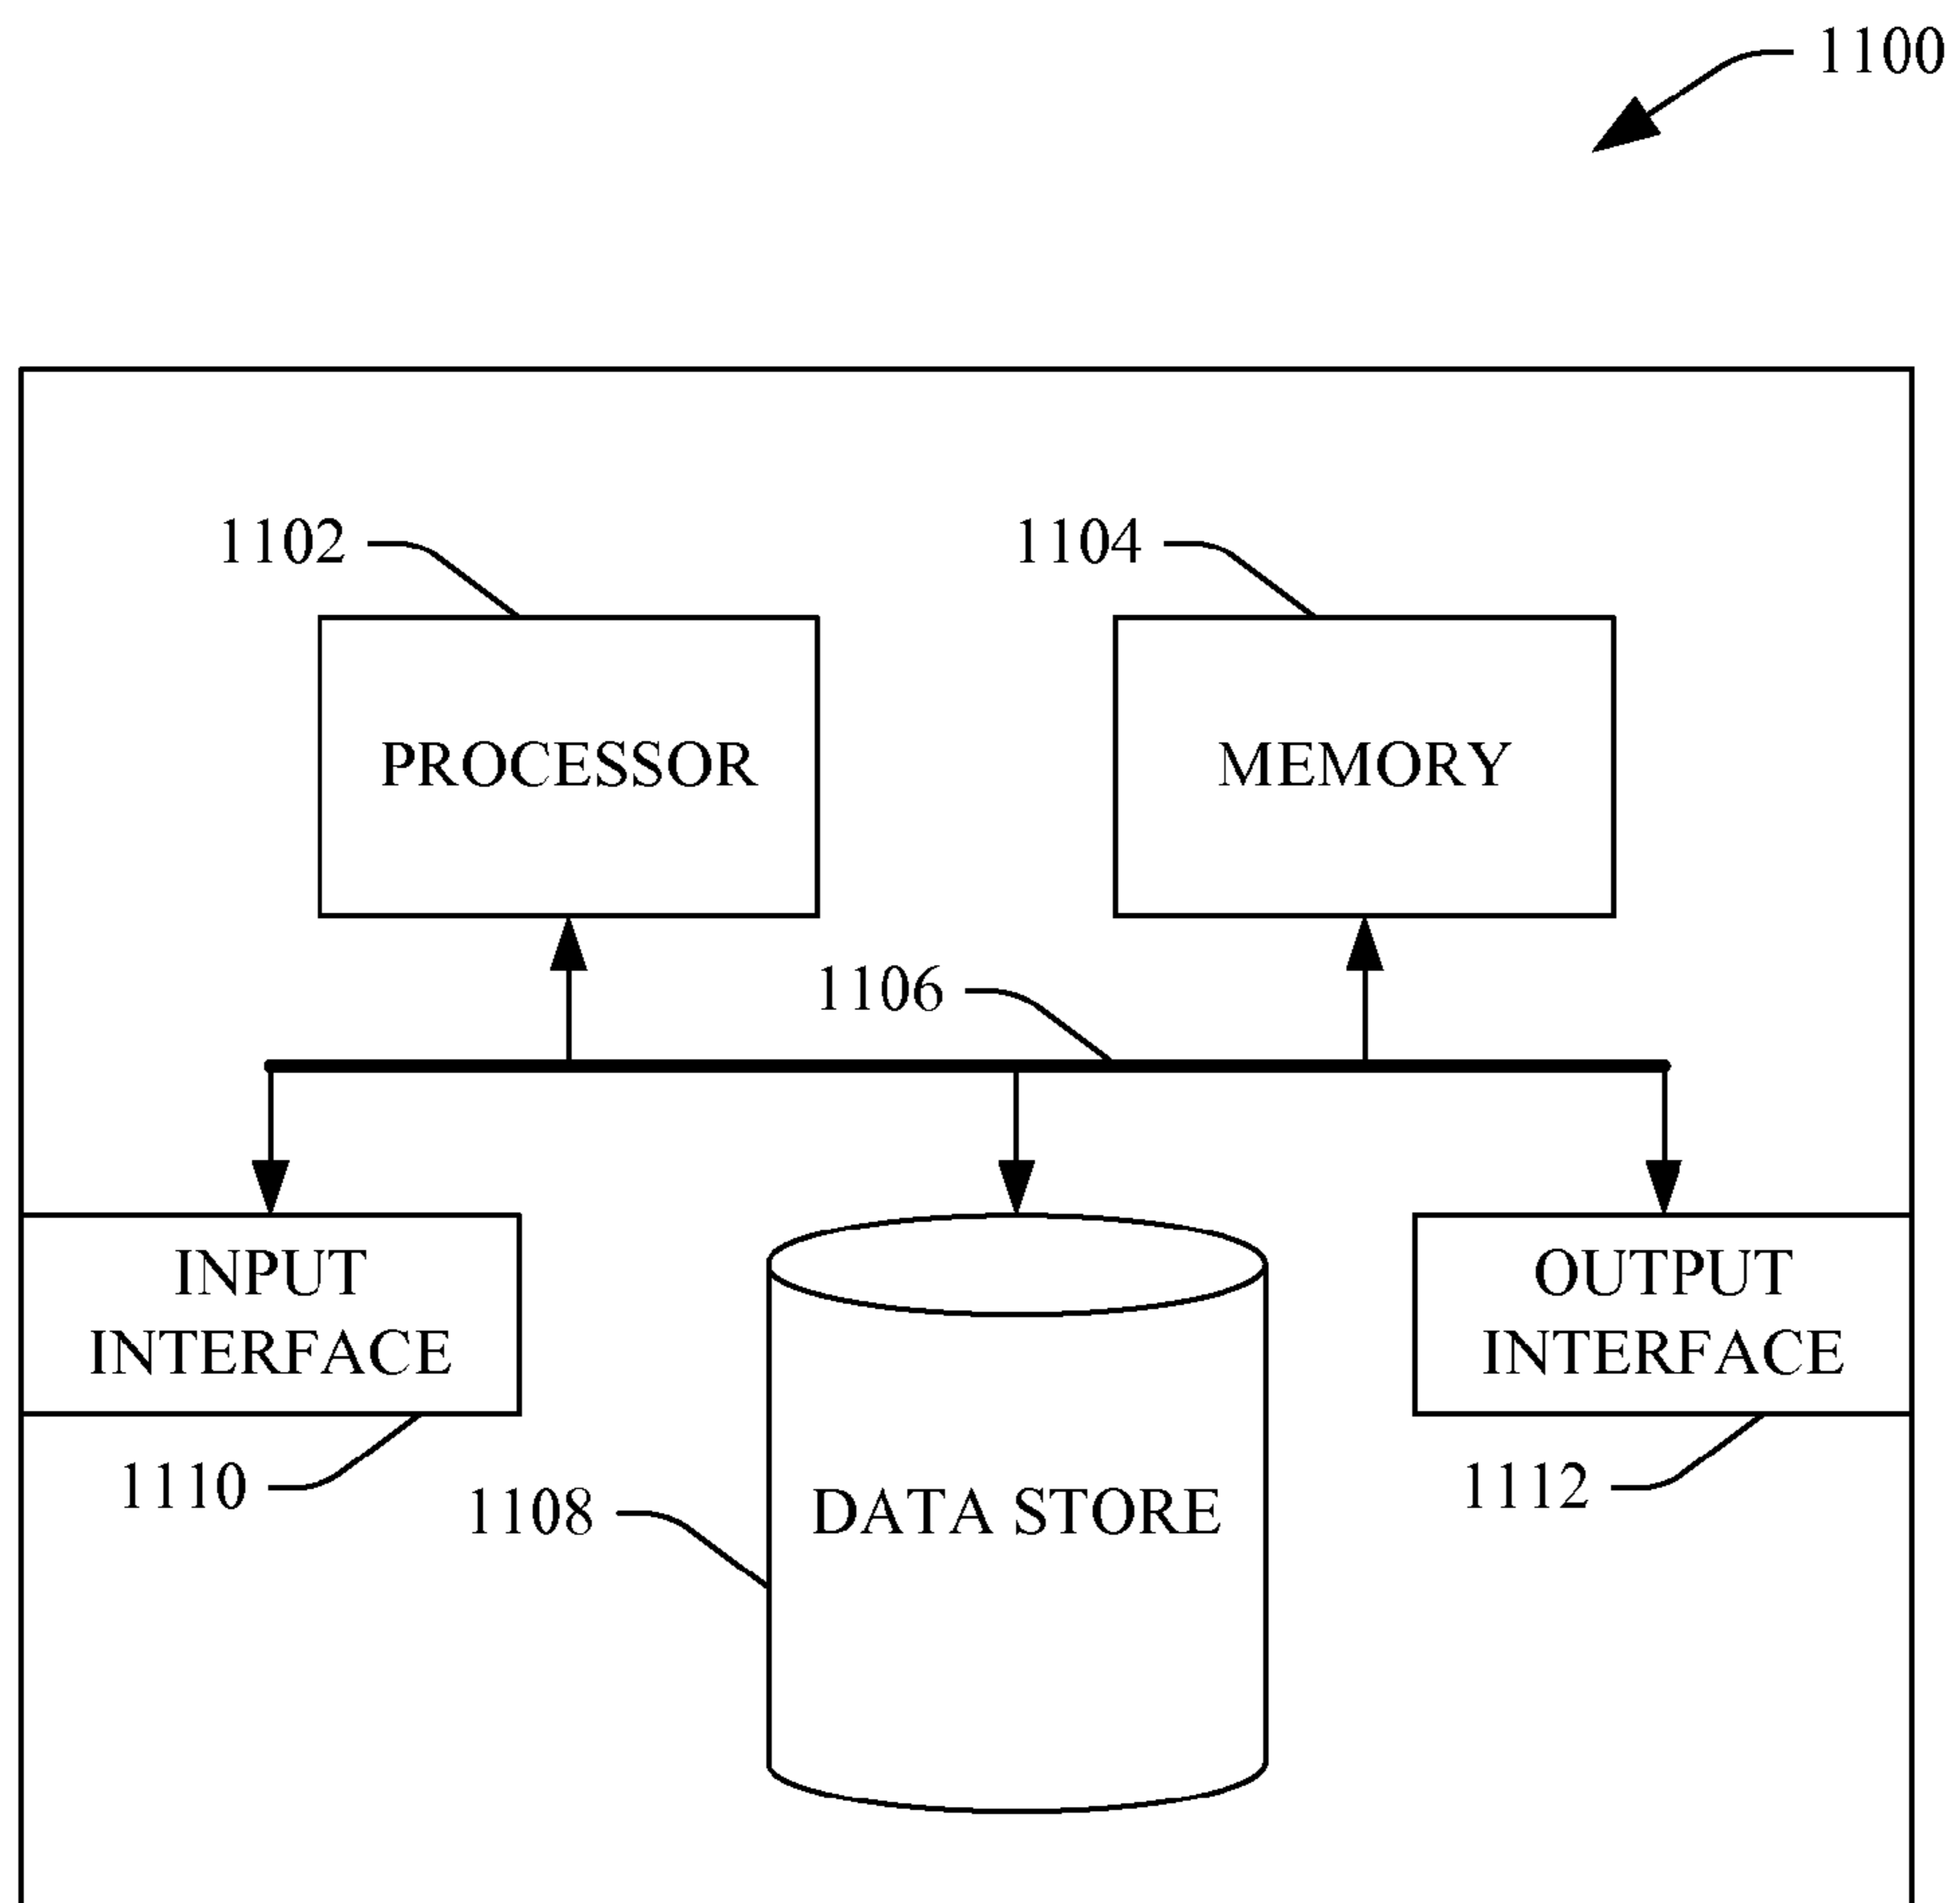 1100
1102
1104
PROCESSOR
MEMORY
1106
INPUT
INTERFACE
OUTPUT
INTERFACE
1110
1108
DATA STORE
1112